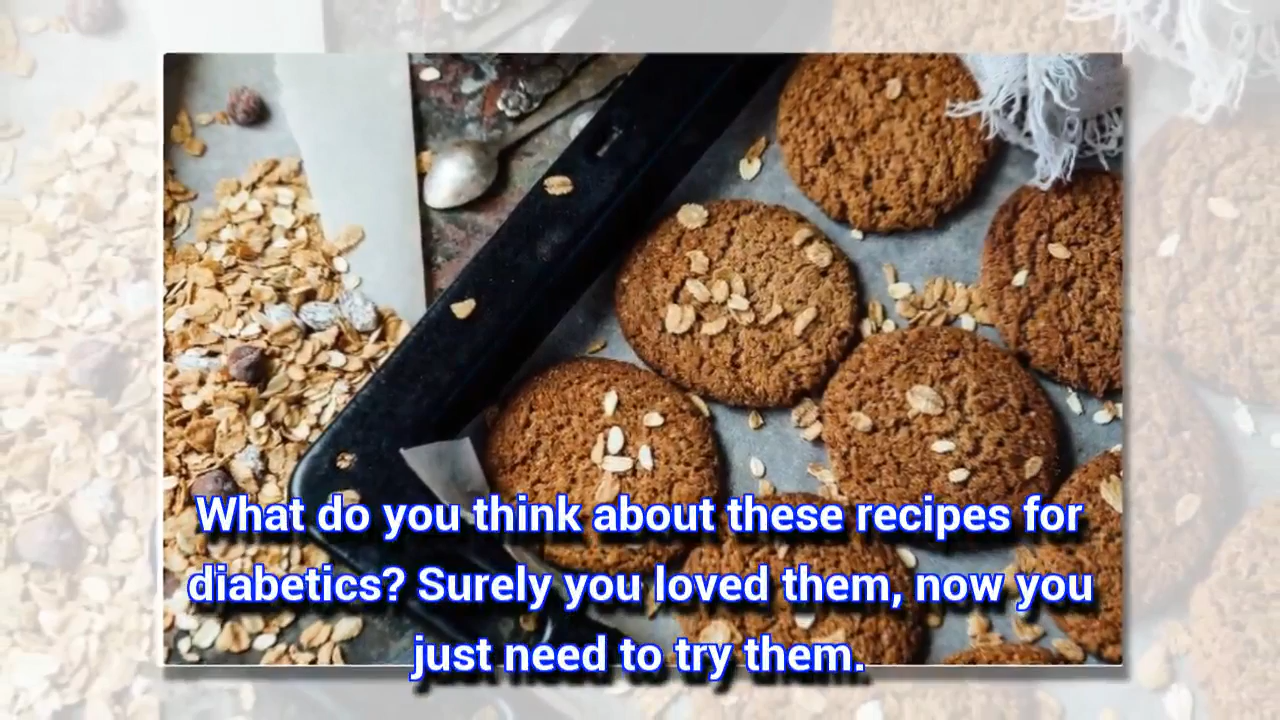 What do you think about these recipes for
diabetics? Surely you loved them, now you
just need to try them.